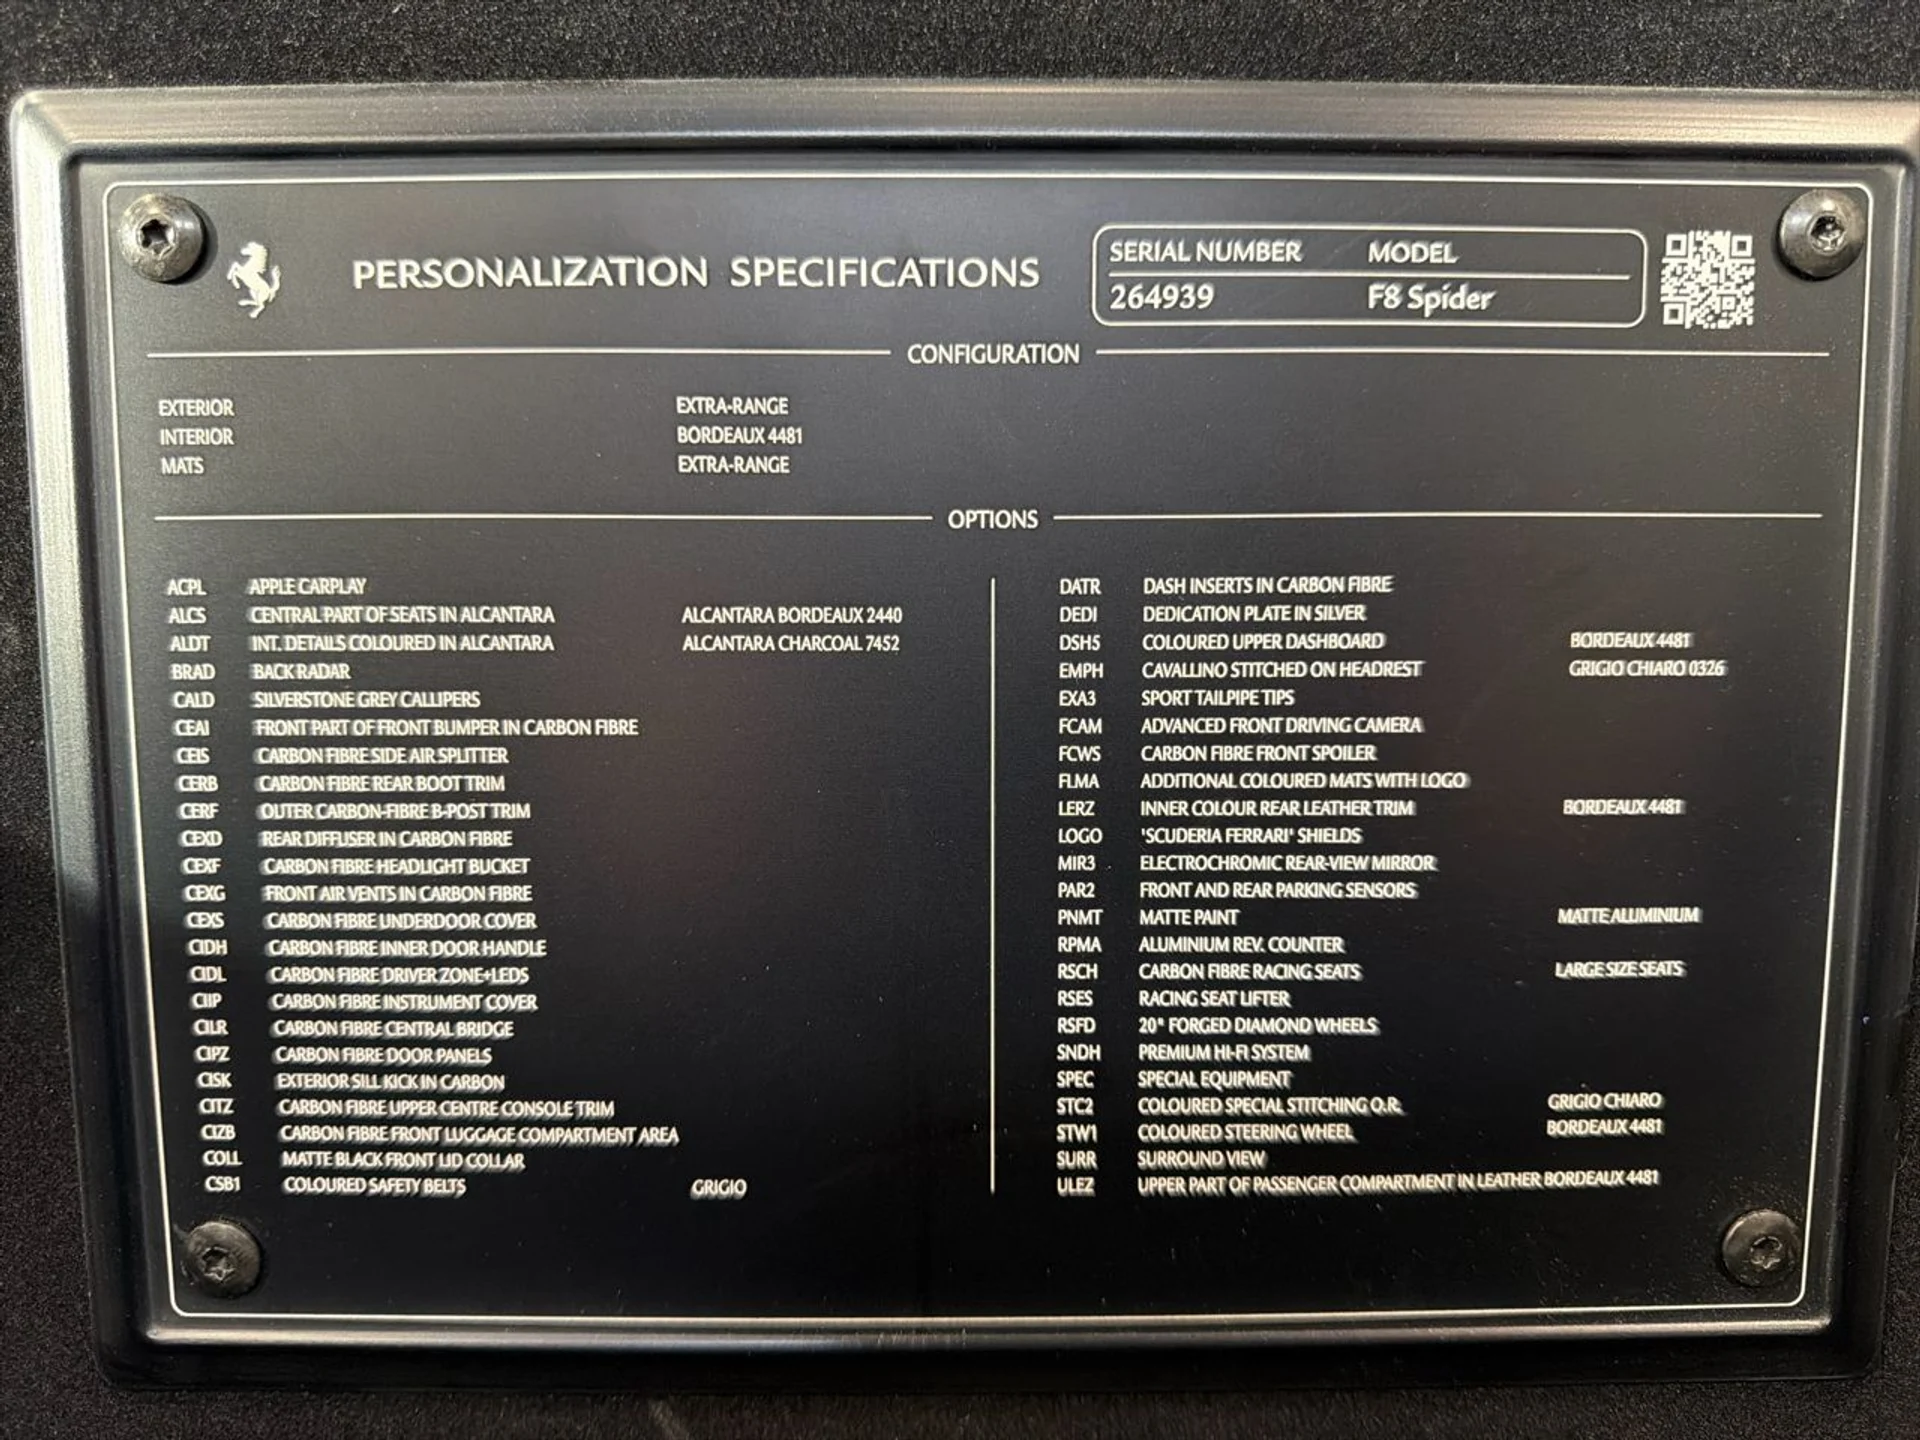 PERSONALIZATION SPECIFICATIONS
SERIAL NUMBER MODEL
264939 F8 Spider
CONFIGURATION
EXTERIOR EXTRA-RANGE
INTERIOR BORDEAUX 4481
MATS EXTRA-RANGE
OPTIONS
ACPL APPLE CARPLAY
ALCS CENTRAL PART OF SEATS IN ALCANTARA ALCANTARA BORDEAUX 2440
ALDT INT. DETAILS COLOURED IN ALCANTARA ALCANTARA CHARCOAL 7452
BRAD BACK RADAR
CALD SILVERSTONE GREY CALLIPERS
CEAI FRONT PART OF FRONT BUMPER IN CARBON FIBRE
CEIS CARBON FIBRE SIDE AIR SPLITTER
CERB CARBON FIBRE REAR BOOT TRIM
CERF OUTER CARBON-FIBRE B-POST TRIM
CEXD REAR DIFFUSER IN CARBON FIBRE
CEXF CARBON FIBRE HEADLIGHT BUCKET
CEXG FRONT AIR VENTS IN CARBON FIBRE
CEXS CARBON FIBRE UNDERDOOR COVER
CIDH CARBON FIBRE INNER DOOR HANDLE
CIDL CARBON FIBRE DRIVER ZONE+LEDS
CIIP CARBON FIBRE INSTRUMENT COVER
CILR CARBON FIBRE CENTRAL BRIDGE
CIPZ CARBON FIBRE DOOR PANELS
CISK EXTERIOR SILL KICK IN CARBON
CITZ CARBON FIBRE UPPER CENTRE CONSOLE TRIM
CIZB CARBON FIBRE FRONT LUGGAGE COMPARTMENT AREA
COLL MATTE BLACK FRONT LID COLLAR
CSB1 COLOURED SAFETY BELTS GRIGIO
DATR DASH INSERTS IN CARBON FIBRE
DEDI DEDICATION PLATE IN SILVER
DSH5 COLOURED UPPER DASHBOARD BORDEAUX 4481
EMPH CAVALLINO STITCHED ON HEADREST GRIGIO CHIARO 0326
EXA3 SPORT TAILPIPE TIPS
FCAM ADVANCED FRONT DRIVING CAMERA
FCWS CARBON FIBRE FRONT SPOILER
FLMA ADDITIONAL COLOURED MATS WITH LOGO
LERZ INNER COLOUR REAR LEATHER TRIM BORDEAUX 4481
LOGO 'SCUDERIA FERRARI' SHIELDS
MIR3 ELECTROCHROMIC REAR-VIEW MIRROR
PAR2 FRONT AND REAR PARKING SENSORS
PNMT MATTE PAINT MATTE ALUMINIUM
RPMA ALUMINIUM REV. COUNTER
RSCH CARBON FIBRE RACING SEATS LARGE SIZE SEATS
RSES RACING SEAT LIFTER
RSFD 20" FORGED DIAMOND WHEELS
SNDH PREMIUM HI-FI SYSTEM
SPEC SPECIAL EQUIPMENT
STC2 COLOURED SPECIAL STITCHING O.R. GRIGIO CHIARO
STW1 COLOURED STEERING WHEEL BORDEAUX 4481
SURR SURROUND VIEW
ULEZ UPPER PART OF PASSENGER COMPARTMENT IN LEATHER BORDEAUX 4481